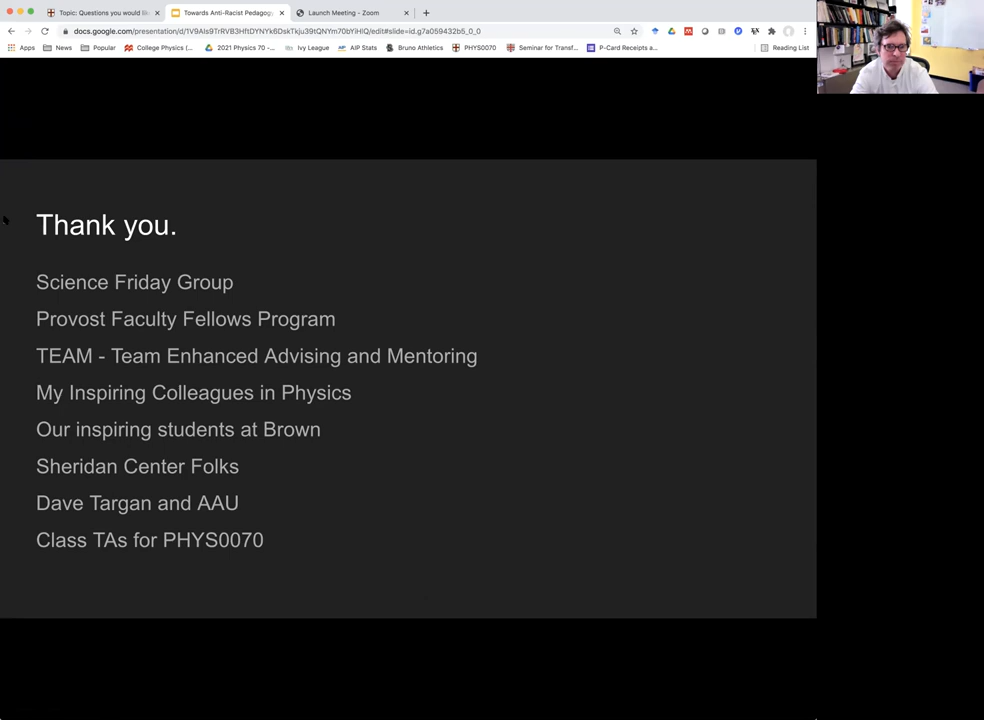 Topic: Questions you would lik
Towards Anti-Racist Pedagogy
Launch Meeting - Zoom
docs.google.com/presentation/d/1V9AIs9TrRVB3HftDYNYk6DskTkju39tQNYm70bYiHIQ/edit#slide=id.g7a059432b5_0_0
Apps
News
Popular
College Physics (...
2021 Physics 70 -...
Ivy League
AIP Stats
Bruno Athletics
PHYS0070
Seminar for Transf...
P-Card Receipts a...
Reading List
Thank you.
Science Friday Group
Provost Faculty Fellows Program
TEAM - Team Enhanced Advising and Mentoring
My Inspiring Colleagues in Physics
Our inspiring students at Brown
Sheridan Center Folks
Dave Targan and AAU
Class TAs for PHYS0070